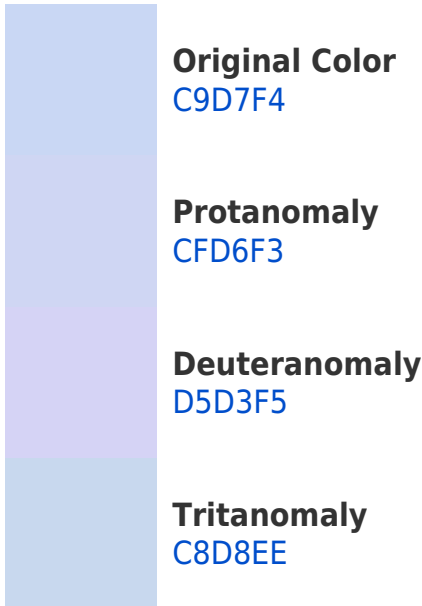 Original Color
C9D7F4
Protanomaly
CFD6F3
Deuteranomaly
D5D3F5
Tritanomaly
C8D8EE